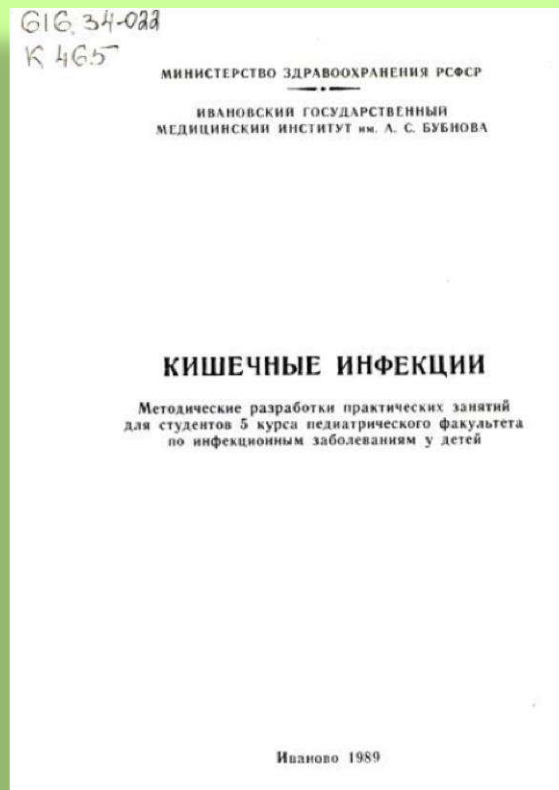 616.34-022
К 465
МИНИСТЕРСТВО ЗДРАВООХРАНЕНИЯ РСФСР
ИВАНОВСКИЙ ГОСУДАРСТВЕННЫЙ
МЕДИЦИНСКИЙ ИНСТИТУТ им. А. С. БУБНОВА
КИШЕЧНЫЕ ИНФЕКЦИИ
Методические разработки практических занятий
для студентов 5 курса педиатрического факультета
по инфекционным заболеваниям у детей
Иваново 1989